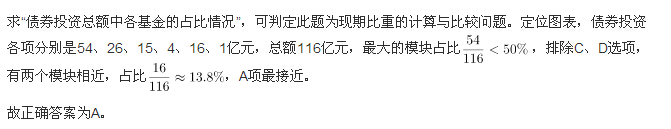 求“债券投资总额中各基金的占比情况”，可判定此题为现期比重的计算与比较问题。定位图表，债券投资
各项分别是54、26、15、4、16、1亿元，总额116亿元，最大的模块占比54/116＜50%，排除C、D选项，
有两个模块相近，占比16/116≈13.8%，A项最接近。
故正确答案为A。